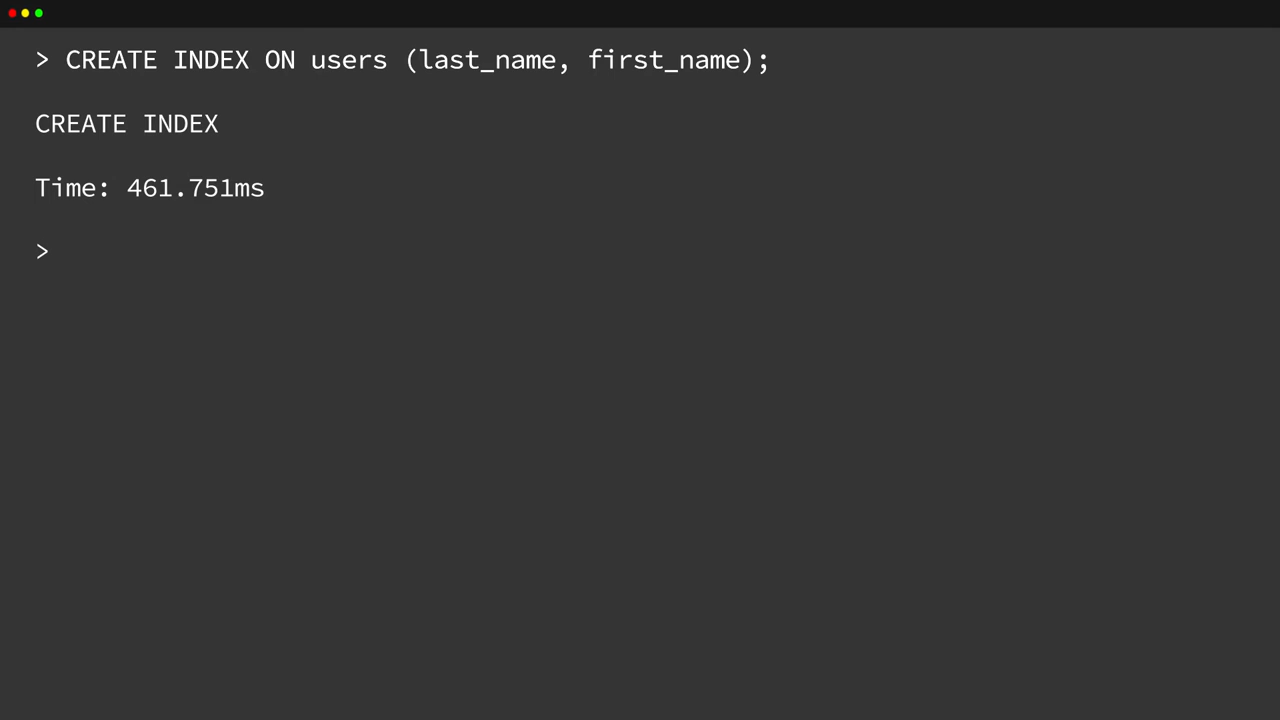 > CREATE INDEX ON users (last_name, first_name);
CREATE INDEX
Time: 461.751ms
>